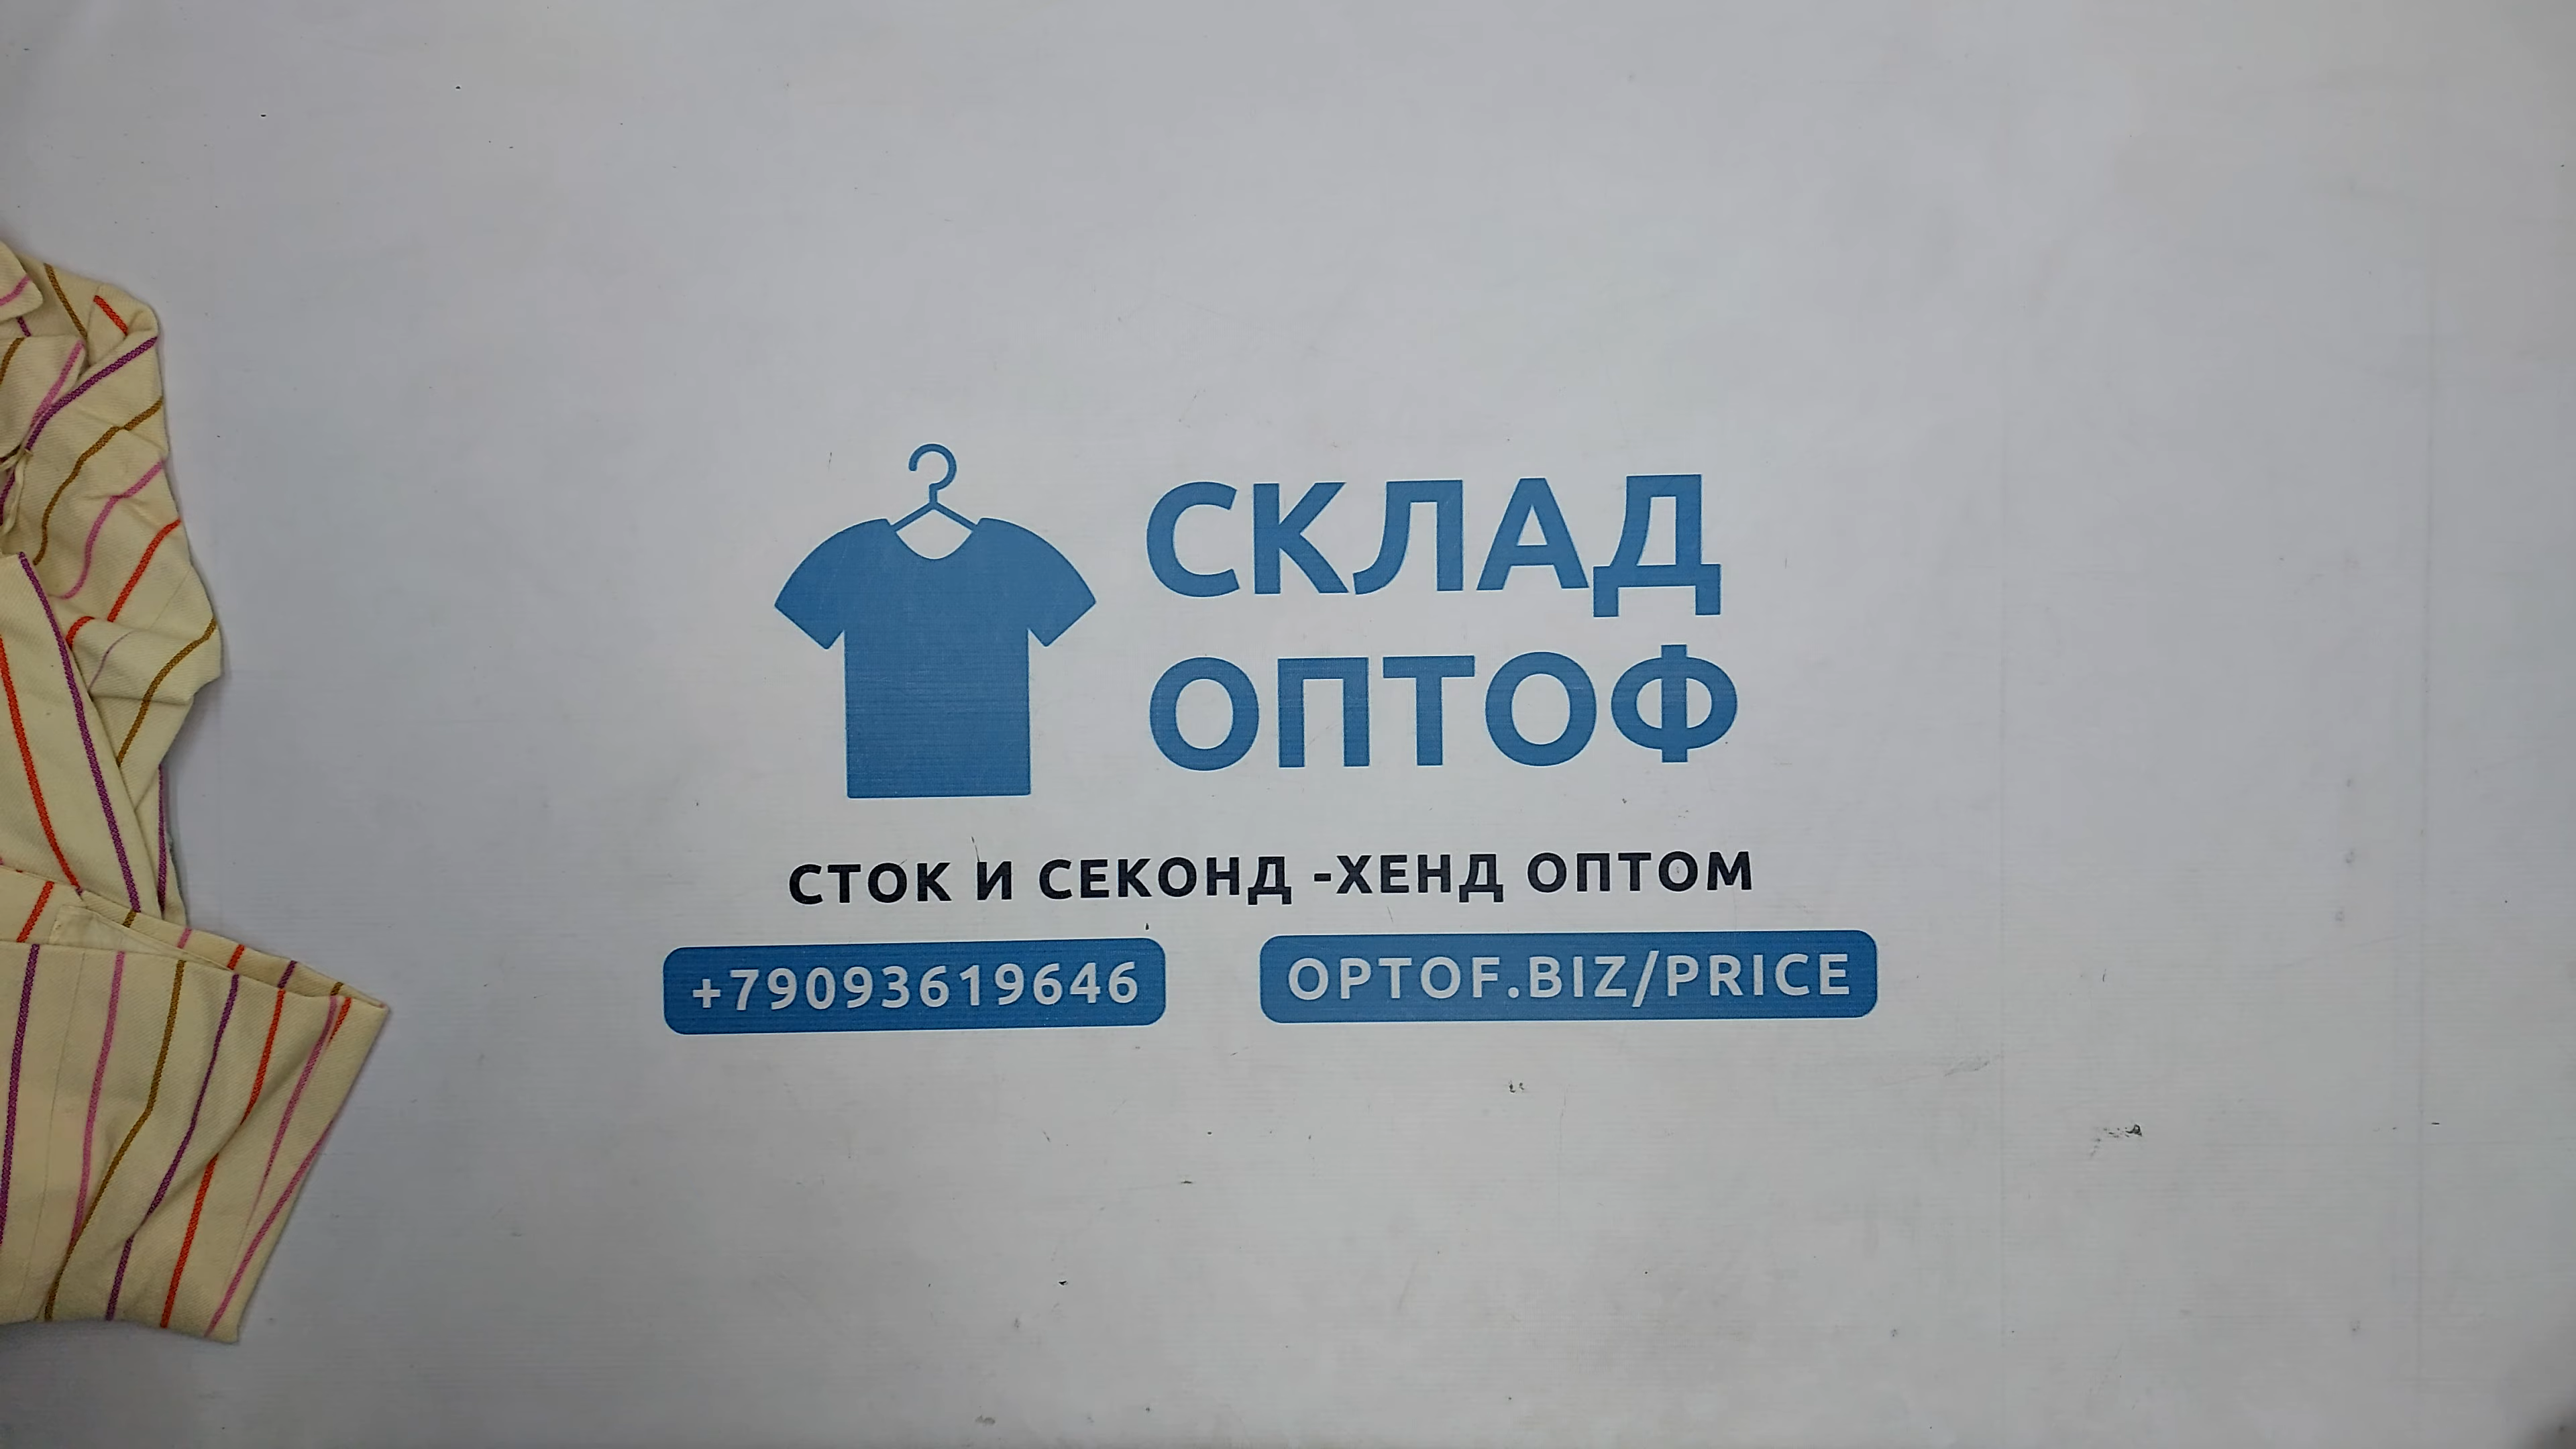 СКЛАД
ОПТОФ
СТОК И СЕКОНД -ХЕНД ОПТОМ
+79093619646
OPTOF.BIZ/PRICE